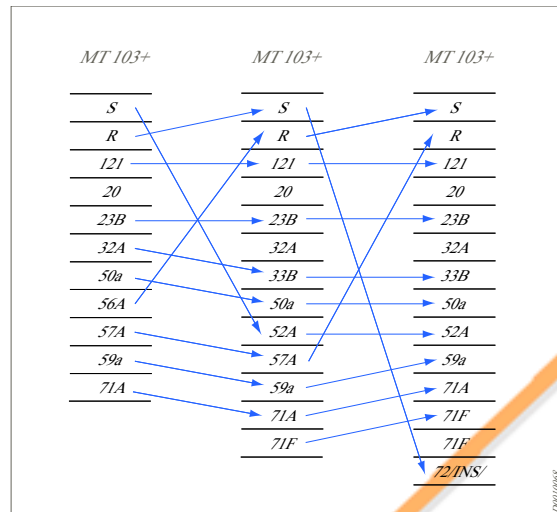 MT 103+ MT 103+ MT 103+
S S S
R R R
121 121 121
20 20 20
23B 23B 23B
32A 32A 32A
50a 33B 33B
56A 50a 50a
57A 52A 52A
59a 57A 59a
71A 59a 71A
71A 71F
71F 71F
72/INS/
D0010068